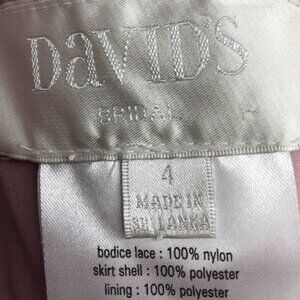 DAVID'S
BRIDAL
4
MADE IN
SRI LANKA
bodice lace : 100% nylon
skirt shell : 100% polyester
lining : 100% polyester